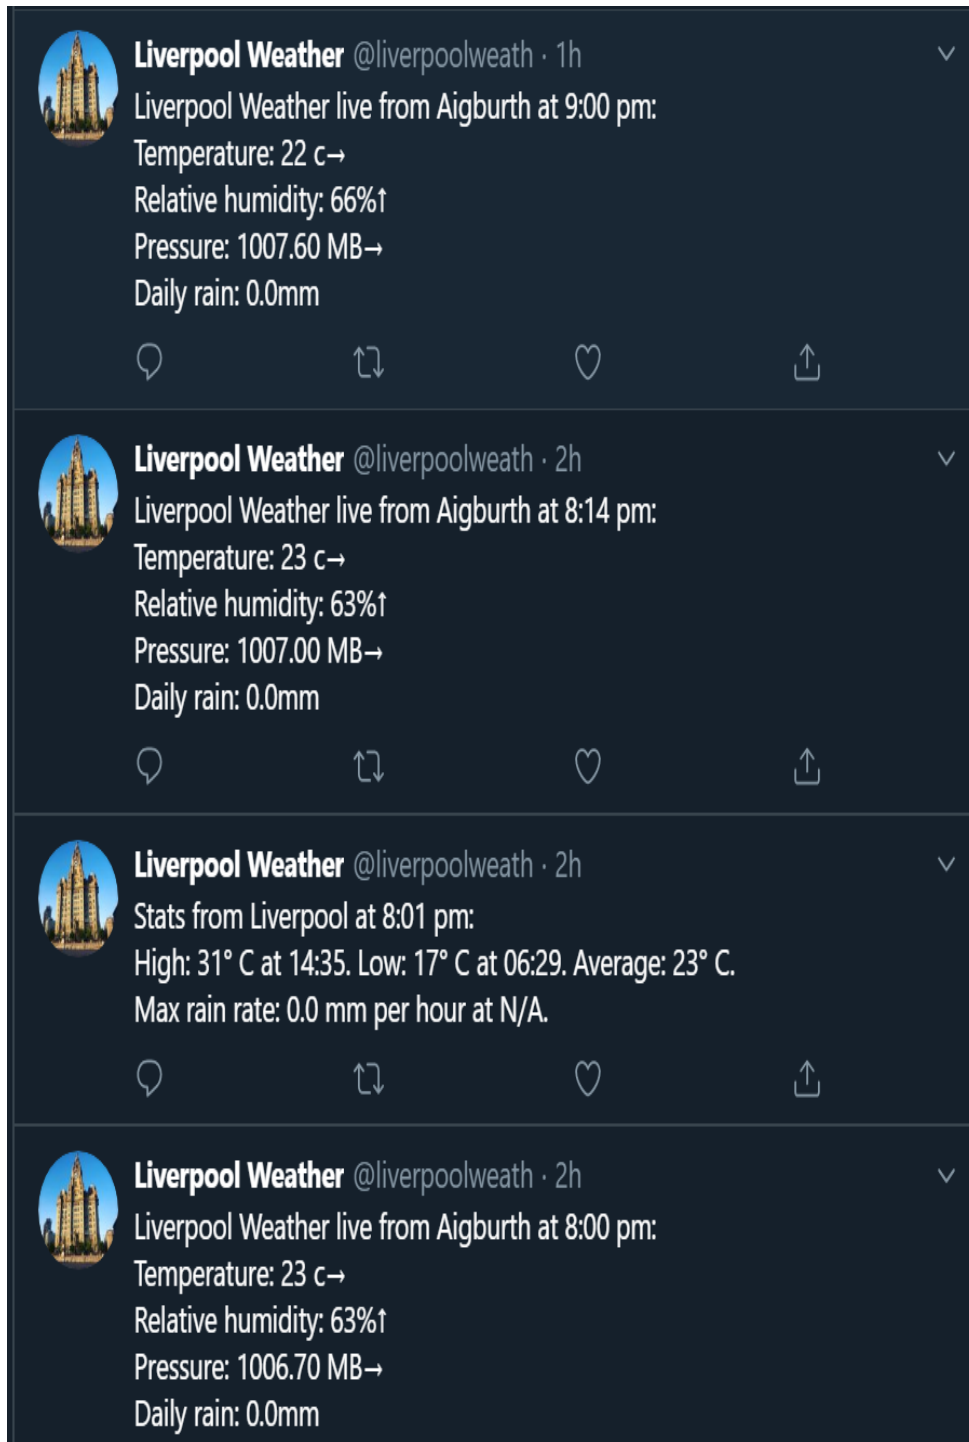 Liverpool Weather @liverpoolweath · 1h
Liverpool Weather live from Aigburth at 9:00 pm:
Temperature: 22 c→
Relative humidity: 66%↑
Pressure: 1007.60 MB→
Daily rain: 0.0mm
Liverpool Weather @liverpoolweath · 2h
Liverpool Weather live from Aigburth at 8:14 pm:
Temperature: 23 c→
Relative humidity: 63%↑
Pressure: 1007.00 MB→
Daily rain: 0.0mm
Liverpool Weather @liverpoolweath · 2h
Stats from Liverpool at 8:01 pm:
High: 31° C at 14:35. Low: 17° C at 06:29. Average: 23° C.
Max rain rate: 0.0 mm per hour at N/A.
Liverpool Weather @liverpoolweath · 2h
Liverpool Weather live from Aigburth at 8:00 pm:
Temperature: 23 c→
Relative humidity: 63%↑
Pressure: 1006.70 MB→
Daily rain: 0.0mm